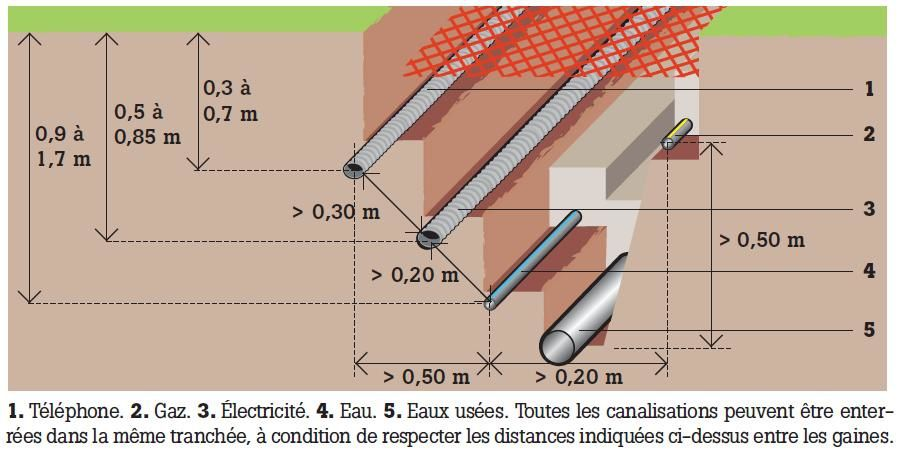 0,3 à
0,7 m
0,5 à
0,85 m
0,9 à
1,7 m
1
2
> 0,30 m
3
> 0,50 m
> 0,20 m
4
5
> 0,50 m
> 0,20 m
1. Téléphone. 2. Gaz. 3. Électricité. 4. Eau. 5. Eaux usées. Toutes les canalisations peuvent être enter-
rées dans la même tranchée, à condition de respecter les distances indiquées ci-dessus entre les gaines.